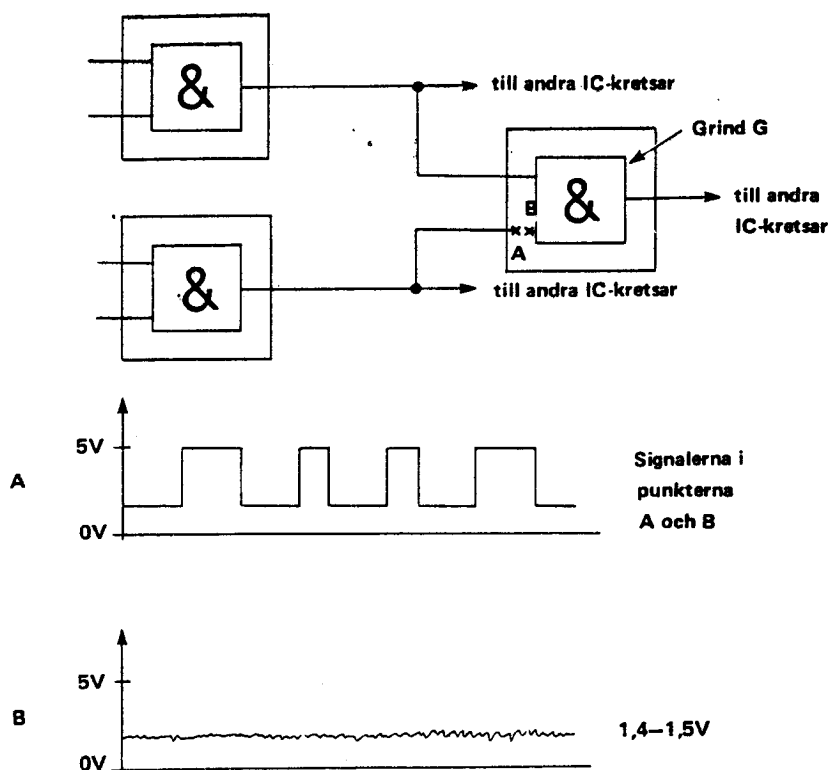 &
till andra IC-kretsar
Grind G
&
till andra
IC-kretsar
B
A
&
till andra IC-kretsar
A
5V
0V
Signalerna i
punkterna
A och B
B
5V
0V
1,4–1,5V